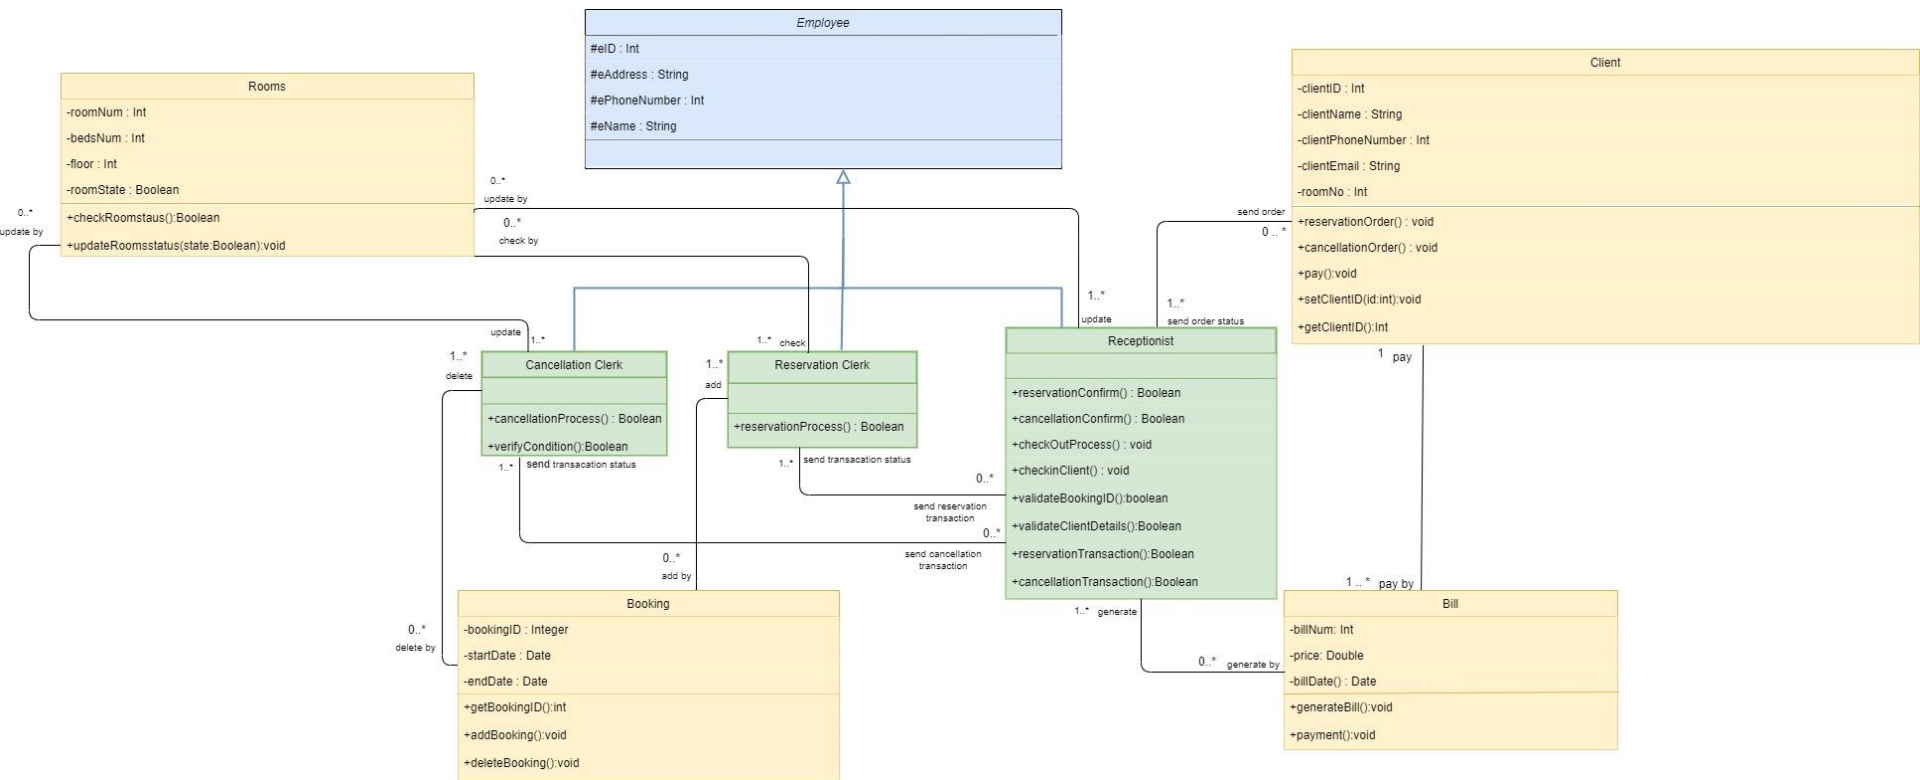 Employee
#eID : Int
#eAddress : String
#ePhoneNumber : Int
#eName : String
Rooms
-roomNum : Int
-bedsNum : Int
-floor : Int
-roomState : Boolean
+checkRoomstaus():Boolean
+updateRoomsstatus(state:Boolean):void
Client
-clientID : Int
-clientName : String
-clientPhoneNumber : Int
-clientEmail : String
-roomNo : Int
+reservationOrder() : void
+cancellationOrder() : void
+pay():void
+setClientID(id:int):void
+getClientID():Int
0..*
update by
0..*
update by
0..*
check by
send order
0 .. *
1..*
update
1..*
send order status
update
1..*
1..*
check
1..*
delete
1..*
add
1
pay
Cancellation Clerk
+cancellationProcess() : Boolean
+verifyCondition():Boolean
Reservation Clerk
+reservationProcess() : Boolean
Receptionist
+reservationConfirm() : Boolean
+cancellationConfirm() : Boolean
+checkOutProcess() : void
+checkinClient() : void
+validateBookingID():boolean
+validateClientDetails():Boolean
+reservationTransaction():Boolean
+cancellationTransaction():Boolean
1..*
send transacation status
1..*
send transacation status
0..*
send reservation
transaction
0..*
send cancellation
transaction
0..*
add by
1 .. *
pay by
1..*
generate
0..*
delete by
0..*
generate by
Booking
-bookingID : Integer
-startDate : Date
-endDate : Date
+getBookingID():int
+addBooking():void
+deleteBooking():void
Bill
-billNum: Int
-price: Double
-billDate() : Date
+generateBill():void
+payment():void